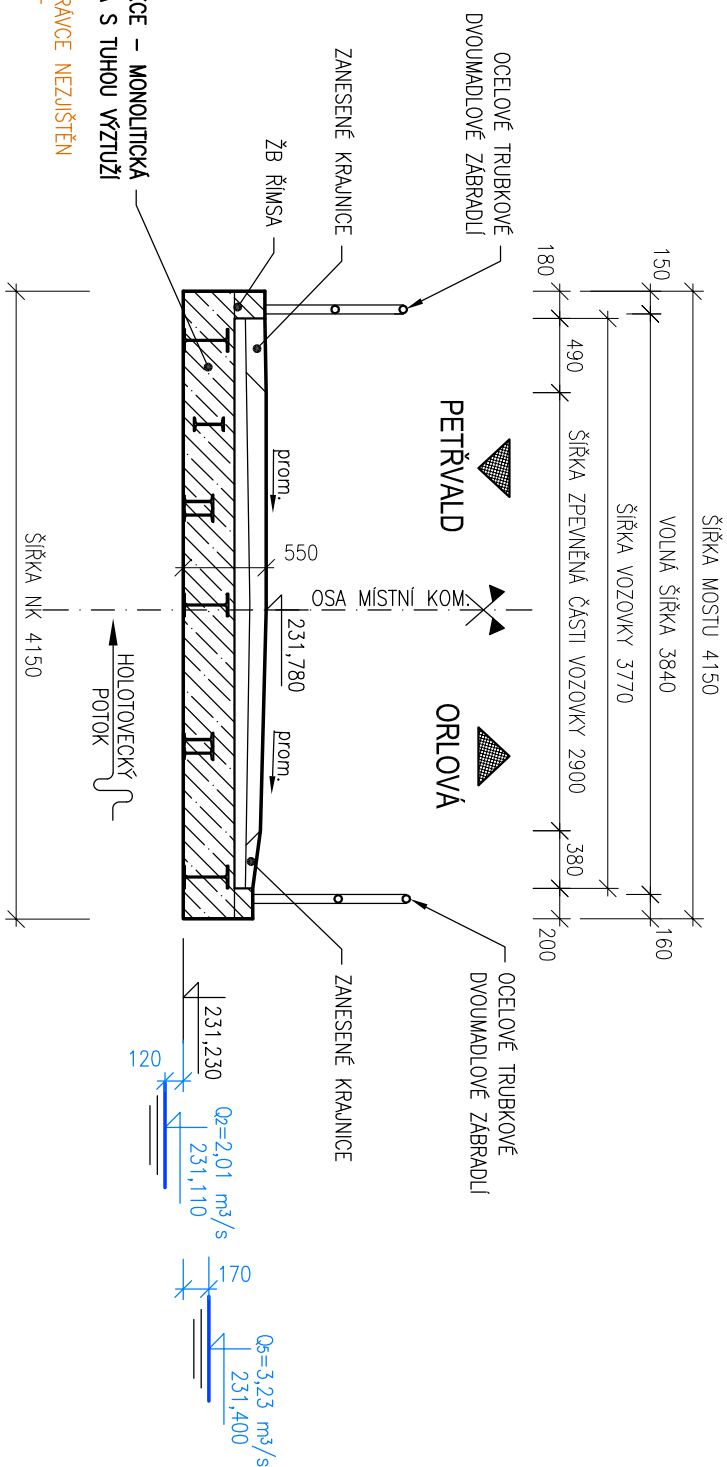 ŠÍŘKA MOSTU 4150
150
VOLNÁ ŠÍŘKA 3840
160
ŠÍŘKA VOZOVKY 3770
180
490
ŠÍŘKA ZPEVNĚNÁ ČÁSTI VOZOVKY 2900
380
200
OCELOVÉ TRUBKOVÉ
DVOUMADLOVÉ ZÁBRADLÍ
OCELOVÉ TRUBKOVÉ
DVOUMADLOVÉ ZÁBRADLÍ
PETŘVALD
ORLOVÁ
ZANESENÉ KRAJNICE
OSA MÍSTNÍ KOM.
ZANESENÉ KRAJNICE
ŽB ŘÍMSA
prom.
231,780
prom.
550
CE – MONOLITICKÁ
A S TUHOU VÝZTUŽÍ
RÁVCE NEZJIŠTĚN
HOLOTOVECKÝ
POTOK
ŠÍŘKA NK 4150
231,230
120
Q2=2,01 m³/s
231,110
170
Q5=3,23 m³/s
231,400